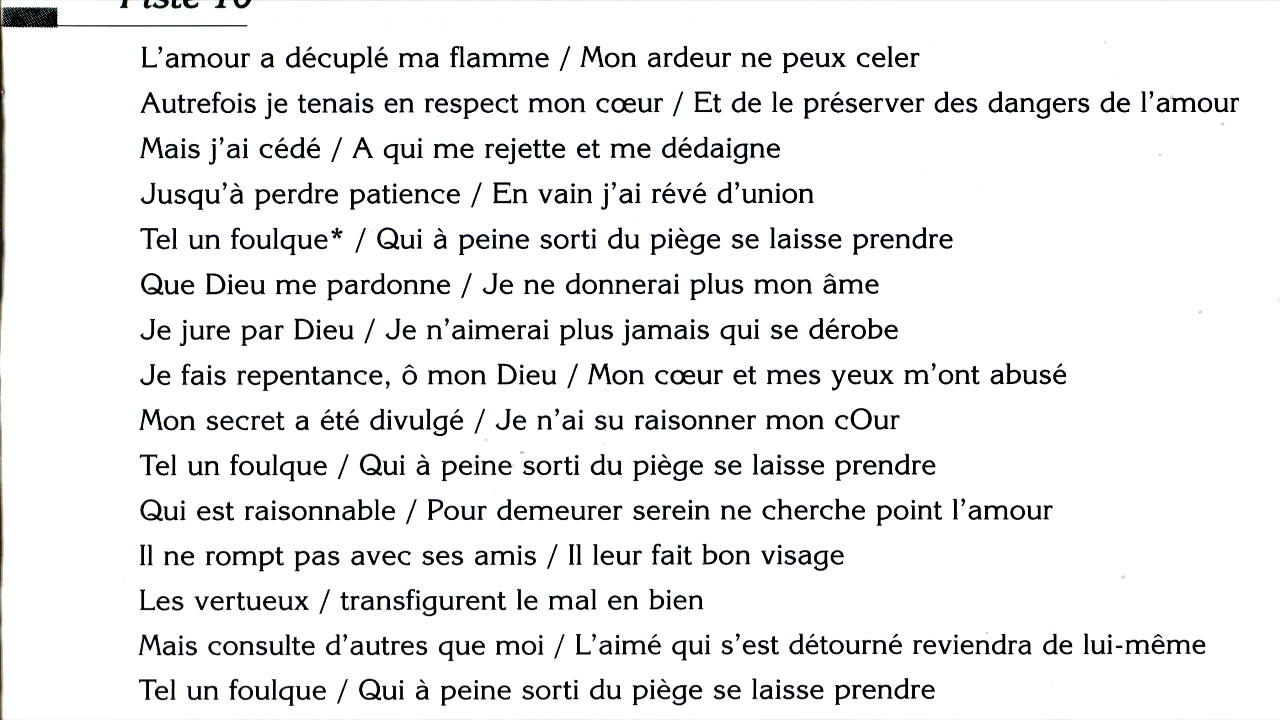 Piste 10
L'amour a décuplé ma flamme / Mon ardeur ne peux celer
Autrefois je tenais en respect mon cœur / Et de le préserver des dangers de l'amour
Mais j'ai cédé / A qui me rejette et me dédaigne
Jusqu'à perdre patience / En vain j'ai révé d'union
Tel un foulque* / Qui à peine sorti du piège se laisse prendre
Que Dieu me pardonne / Je ne donnerai plus mon âme
Je jure par Dieu / Je n'aimerai plus jamais qui se dérobe
Je fais repentance, ô mon Dieu / Mon cœur et mes yeux m'ont abusé
Mon secret a été divulgé / Je n'ai su raisonner mon cOur
Tel un foulque / Qui à peine sorti du piège se laisse prendre
Qui est raisonnable / Pour demeurer serein ne cherche point l'amour
Il ne rompt pas avec ses amis / Il leur fait bon visage
Les vertueux / transfigurent le mal en bien
Mais consulte d'autres que moi / L'aimé qui s'est détourné reviendra de lui-même
Tel un foulque / Qui à peine sorti du piège se laisse prendre